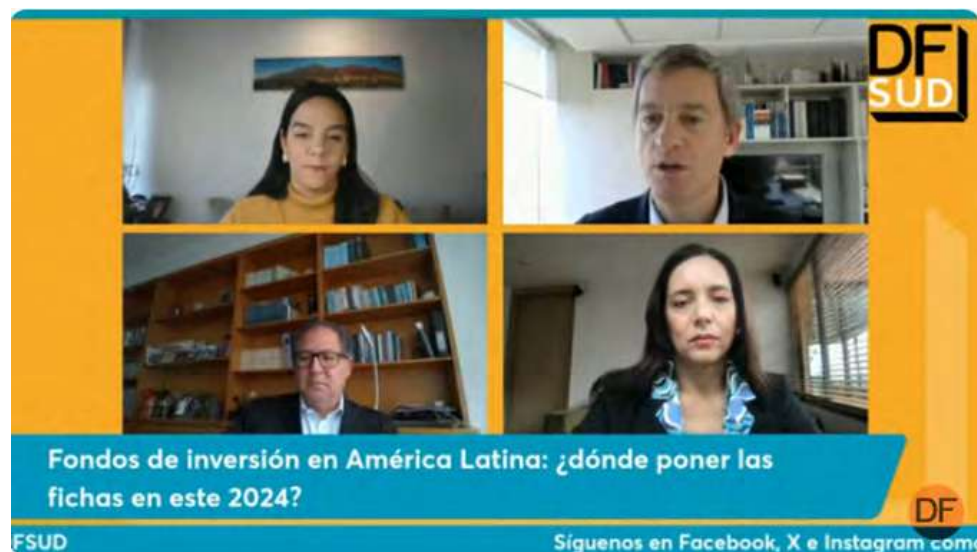 DF
SUD
Fondos de inversión en América Latina: ¿dónde poner las
fichas en este 2024?
DF
FSUD
Síguenos en Facebook, X e Instagram como